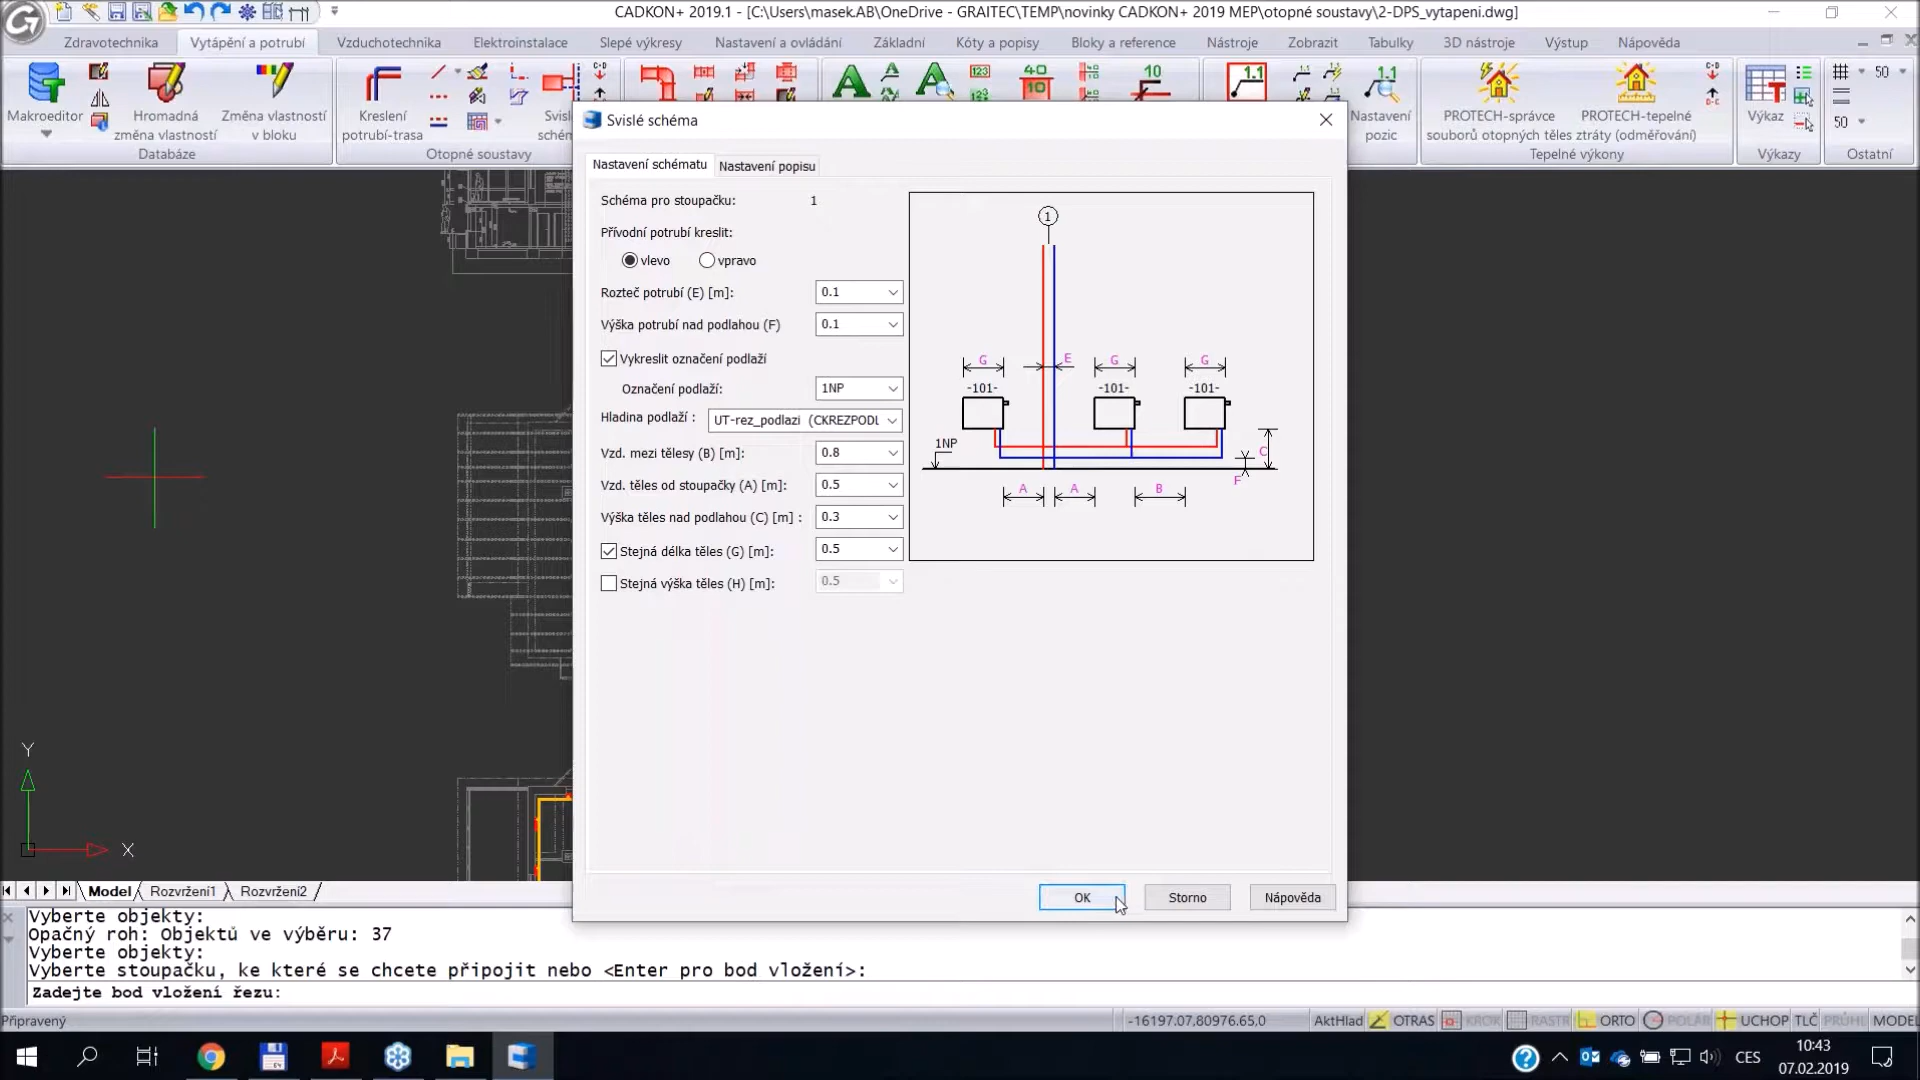 CADKON+ 2019.1 - [C:\Users\masek.AB\OneDrive - GRAITEC\TEMP\novinky CADKON+ 2019 MEP\otopné soustavy\2-DPS_vytapeni.dwg]
Zdravotechnika Vytápění a potrubí Vzduchotechnika Elektroinstalace Slepé výkresy Nastavení a ovládání Základní Kóty a popisy Bloky a reference Nástroje Zobrazit Tabulky 3D nástroje Výstup Nápověda
Makroeditor
Hromadná změna vlastností
Změna vlastností v bloku
Databáze
Kreslení potrubí-trasa
Otopné soustavy
Nastavení pozic
PROTECH-správce souborů otopných těles
PROTECH-tepelné ztráty (odměřování)
Tepelné výkony
Výkaz
Výkazy
50
50
Ostatní
Svislé schéma
Nastavení schématu Nastavení popisu
Schéma pro stoupačku: 1
Přívodní potrubí kreslit:
vlevo vpravo
Rozteč potrubí (E) [m]: 0.1
Výška potrubí nad podlahou (F) 0.1
Vykreslit označení podlaží
Označení podlaží: 1NP
Hladina podlaží : UT-rez_podlazi (CKREZPODL
Vzd. mezi tělesy (B) [m]: 0.8
Vzd. těles od stoupačky (A) [m]: 0.5
Výška těles nad podlahou (C) [m] : 0.3
Stejná délka těles (G) [m]: 0.5
Stejná výška těles (H) [m]: 0.5
1
G E G G
-101- -101- -101-
1NP
C
F
A A B
OK Storno Nápověda
Y
X
Model Rozvržení1 Rozvržení2
Vyberte objekty:
Opačný roh: Objektů ve výběru: 37
Vyberte objekty:
Vyberte stoupačku, ke které se chcete připojit nebo <Enter pro bod vložení>:
Zadejte bod vložení řezu:
Připravený
-16197.07,80976.65,0 AktHlad OTRAS KROK RASTR ORTO POLÁR UCHOP TLČ PRŮHL MODEL
CES
10:43
07.02.2019